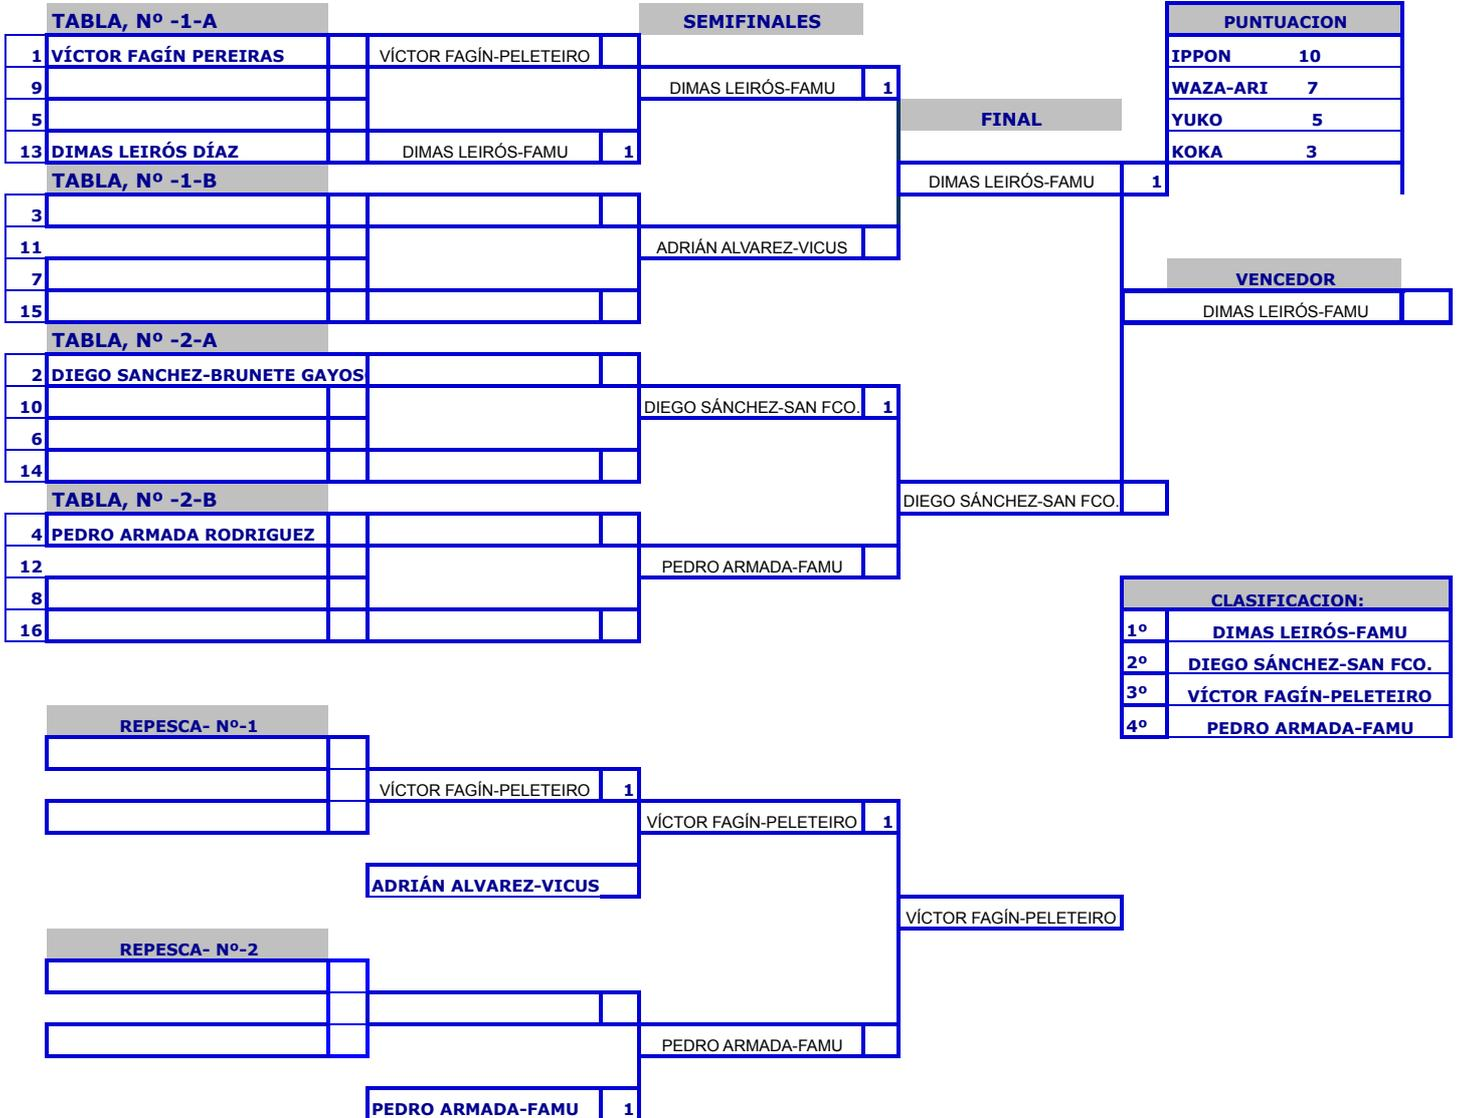 TABLA, Nº -1-A SEMIFINALES PUNTUACION
1 VÍCTOR FAGÍN PEREIRAS VÍCTOR FAGÍN-PELETEIRO IPPON 10
9 DIMAS LEIRÓS-FAMU 1 WAZA-ARI 7
5 FINAL YUKO 5
13 DIMAS LEIRÓS DÍAZ DIMAS LEIRÓS-FAMU 1 KOKA 3
TABLA, Nº -1-B DIMAS LEIRÓS-FAMU 1
3
11 ADRIÁN ALVAREZ-VICUS
7 VENCEDOR
15 DIMAS LEIRÓS-FAMU
TABLA, Nº -2-A
2 DIEGO SANCHEZ-BRUNETE GAYOS
10 DIEGO SÁNCHEZ-SAN FCO. 1
6
14
TABLA, Nº -2-B DIEGO SÁNCHEZ-SAN FCO.
4 PEDRO ARMADA RODRIGUEZ
12 PEDRO ARMADA-FAMU
8 CLASIFICACION:
16 1º DIMAS LEIRÓS-FAMU
2º DIEGO SÁNCHEZ-SAN FCO.
3º VÍCTOR FAGÍN-PELETEIRO
REPESCA- Nº-1 4º PEDRO ARMADA-FAMU
VÍCTOR FAGÍN-PELETEIRO 1
VÍCTOR FAGÍN-PELETEIRO 1
ADRIÁN ALVAREZ-VICUS
VÍCTOR FAGÍN-PELETEIRO
REPESCA- Nº-2
PEDRO ARMADA-FAMU
PEDRO ARMADA-FAMU 1